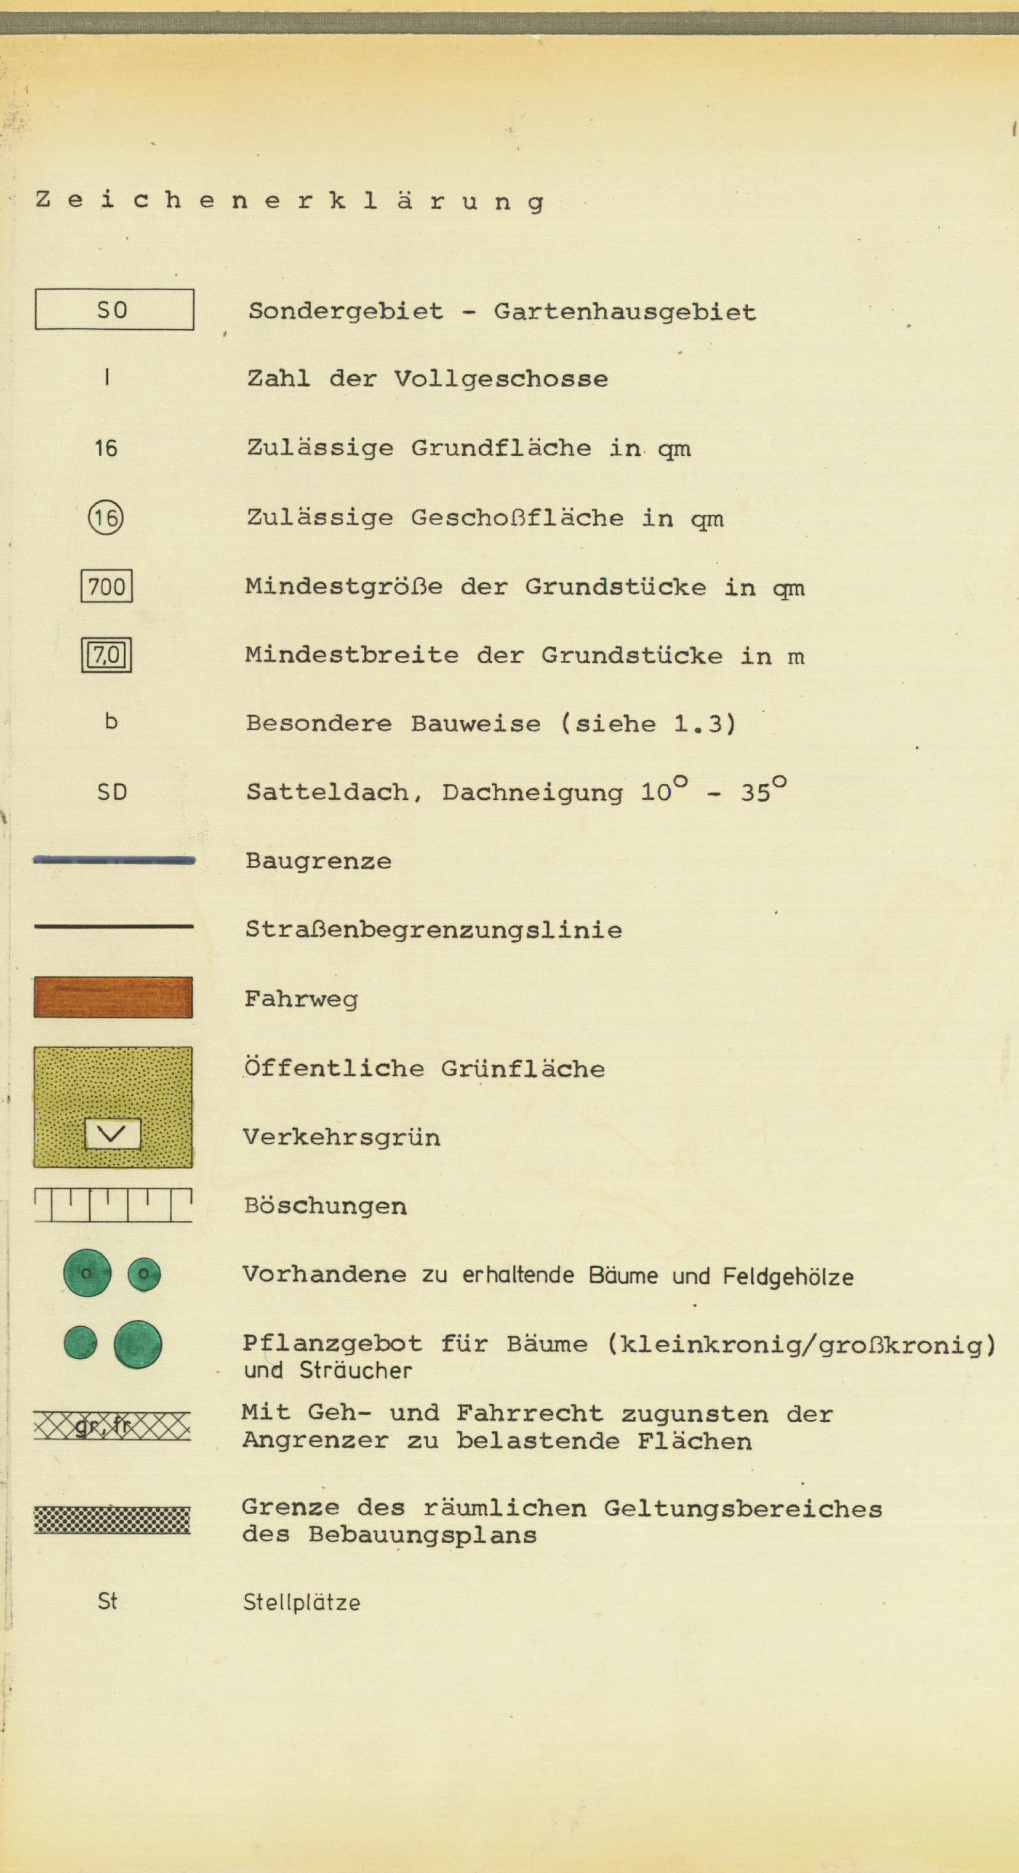 Zeichenerklärung
SO Sondergebiet - Gartenhausgebiet
I Zahl der Vollgeschosse
16 Zulässige Grundfläche in qm
16 Zulässige Geschoßfläche in qm
700 Mindestgröße der Grundstücke in qm
7,0 Mindestbreite der Grundstücke in m
b Besondere Bauweise (siehe 1.3)
SD Satteldach, Dachneigung 10° - 35°
Baugrenze
Straßenbegrenzungslinie
Fahrweg
Öffentliche Grünfläche
V Verkehrsgrün
Böschungen
Vorhandene zu erhaltende Bäume und Feldgehölze
Pflanzgebot für Bäume (kleinkronig/großkronig)
und Sträucher
gr, fr Mit Geh- und Fahrrecht zugunsten der
Angrenzer zu belastende Flächen
Grenze des räumlichen Geltungsbereiches
des Bebauungsplans
St Stellplätze